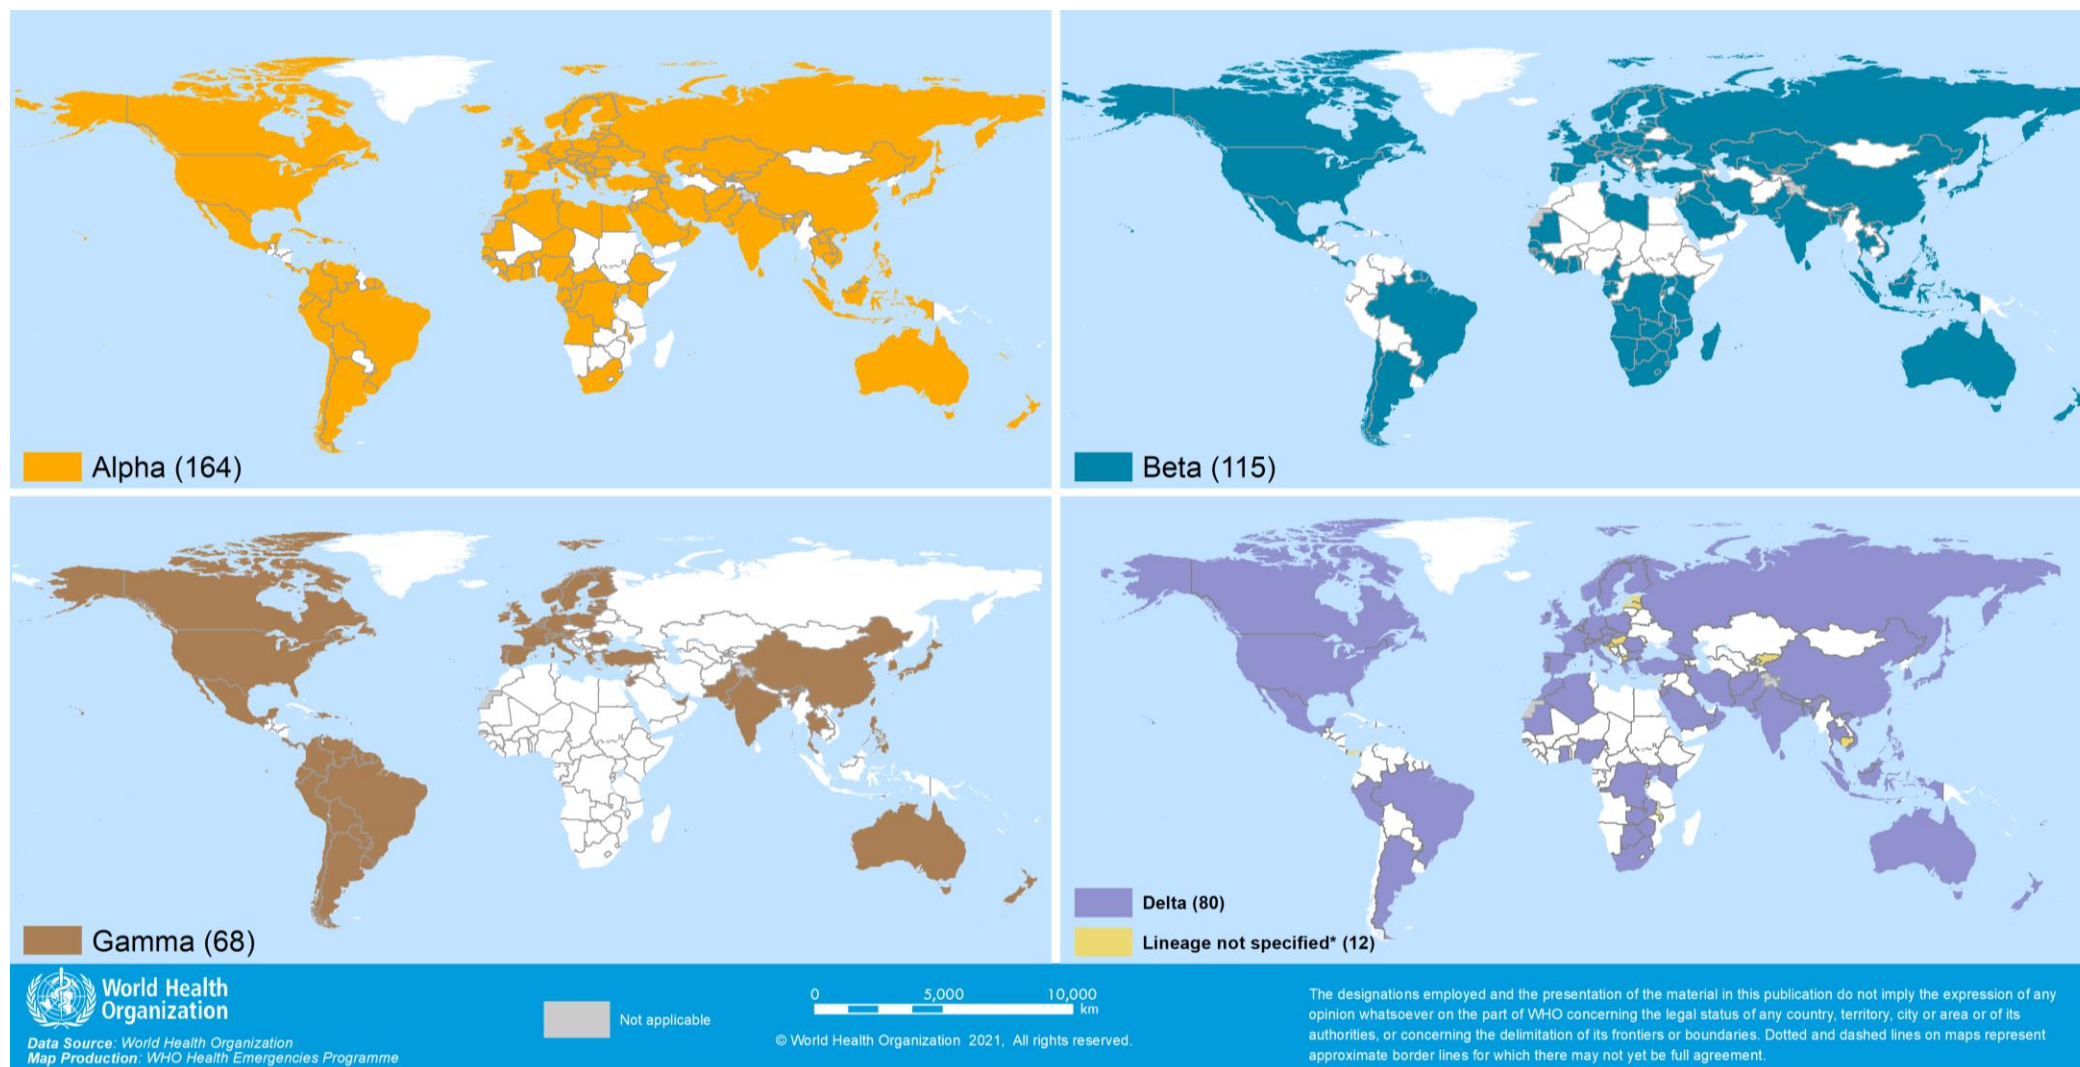 Alpha (164)
Beta (115)
Gamma (68)
Delta (80)
Lineage not specified* (12)
World Health
Organization
Data Source: World Health Organization
Map Production: WHO Health Emergencies Programme
Not applicable
0 5,000 10,000
km
© World Health Organization 2021, All rights reserved.
The designations employed and the presentation of the material in this publication do not imply the expression of any
opinion whatsoever on the part of WHO concerning the legal status of any country, territory, city or area or of its
authorities, or concerning the delimitation of its frontiers or boundaries. Dotted and dashed lines on maps represent
approximate border lines for which there may not yet be full agreement.